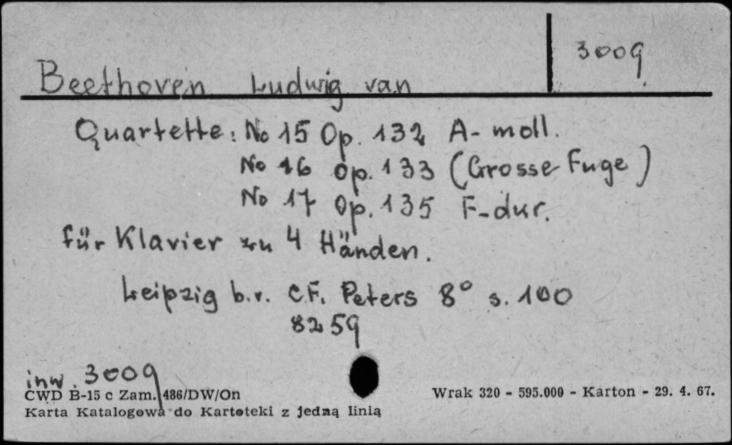 3009
Beethoven Ludwig van
Quartette: No 15 Op. 132 A-moll.
No 16 Op. 133 (Grosse Fuge)
No 17 Op. 135 F-dur.
für Klavier zu 4 Händen.
Leipzig b.r. C.F. Peters 8° s. 100
8259
inw. 3009
CWD B-15 c Zam. 486/DW/On Wrak 320 - 595.000 - Karton - 29. 4. 67.
Karta Katalogowa do Kartoteki z jedną linią